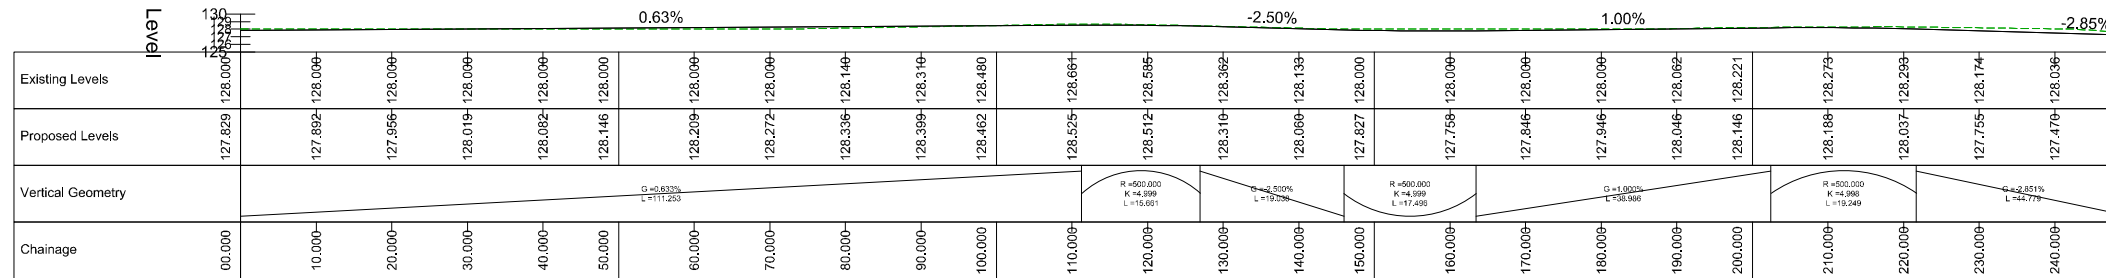 Level
130
129
127
126
125
0.63%
-2.50%
1.00%
-2.85%
Existing Levels
128.000 128.000 128.000 128.000 128.000 128.000 128.000 128.000 128.140 128.310 128.480 128.661 128.585 128.362 128.133 128.000 128.000 128.000 128.000 128.062 128.221 128.273 128.293 128.174 128.036
Proposed Levels
127.829 127.892 127.956 128.019 128.082 128.146 128.209 128.272 128.336 128.399 128.462 128.525 128.512 128.310 128.060 127.827 127.758 127.846 127.946 128.046 128.146 128.188 128.037 127.755 127.470
Vertical Geometry
G =0.633%
L =111.253
R =500.000
K =4.999
L =15.661
G =-2.500%
L =19.038
R =500.000
K =4.999
L =17.496
G =1.000%
L =38.986
R =500.000
K =4.998
L =19.249
G =-2.851%
L =44.779
Chainage
00.000 10.000 20.000 30.000 40.000 50.000 60.000 70.000 80.000 90.000 100.000 110.000 120.000 130.000 140.000 150.000 160.000 170.000 180.000 190.000 200.000 210.000 220.000 230.000 240.000